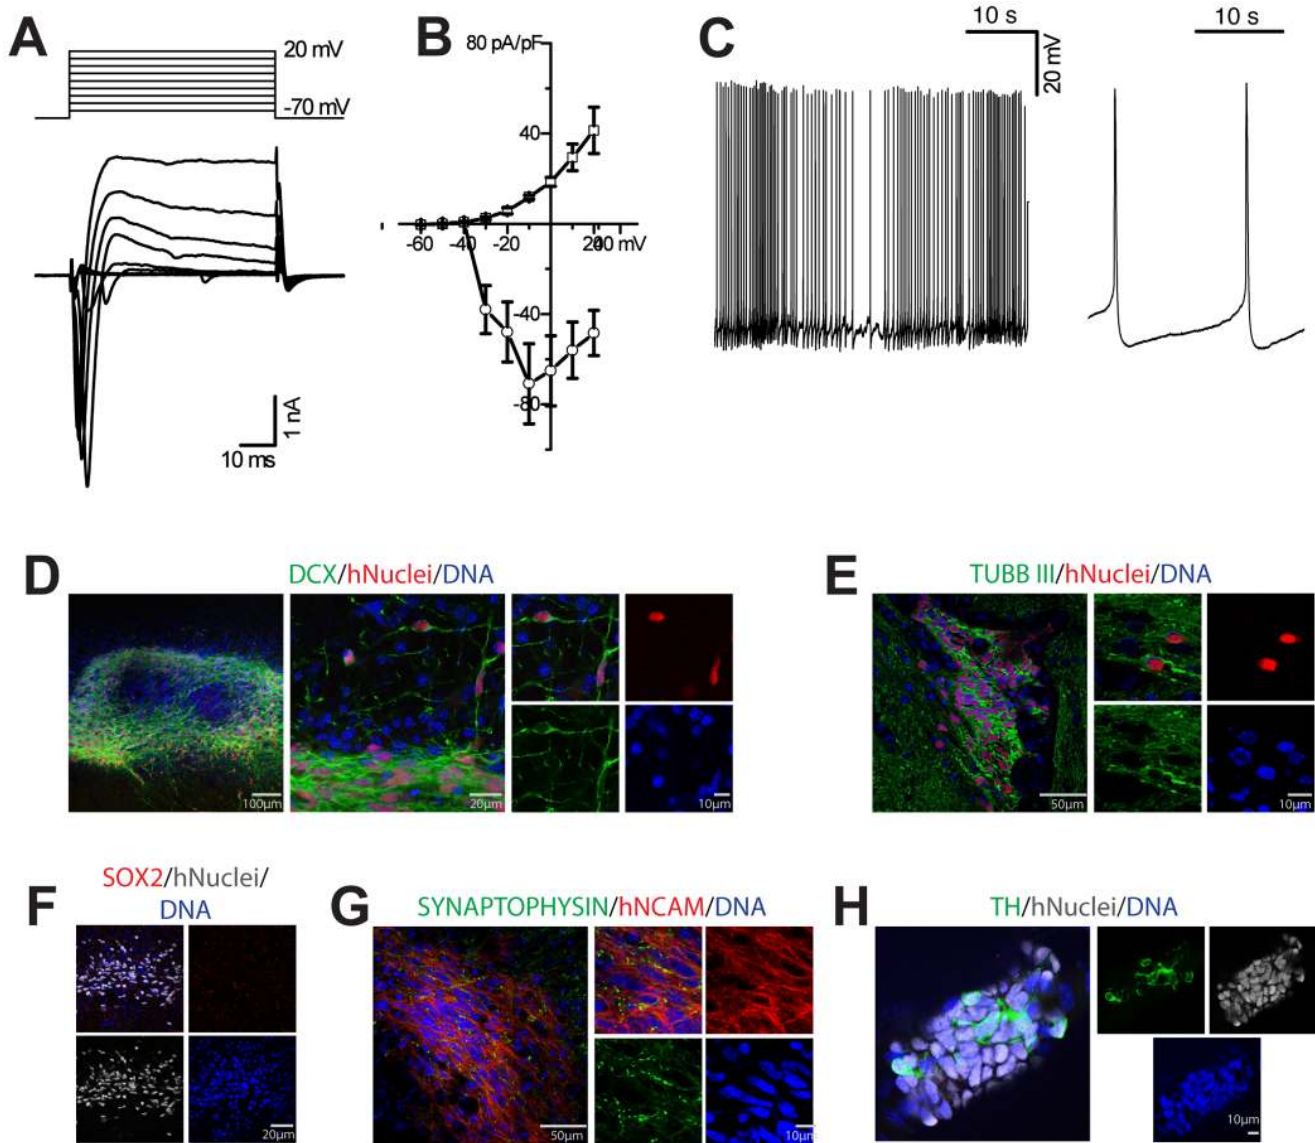 A
20 mV
-70 mV
1 nA
10 ms
B
80 pA/pF
40
-60
-40
-20
20
40 mV
-40
-80
C
10 s
20 mV
10 s
D
DCX/hNuclei/DNA
100µm
20µm
10µm
E
TUBB III/hNuclei/DNA
50µm
10µm
F
SOX2/hNuclei/
DNA
20µm
G
SYNAPTOPHYSIN/hNCAM/DNA
50µm
10µm
H
TH/hNuclei/DNA
10µm